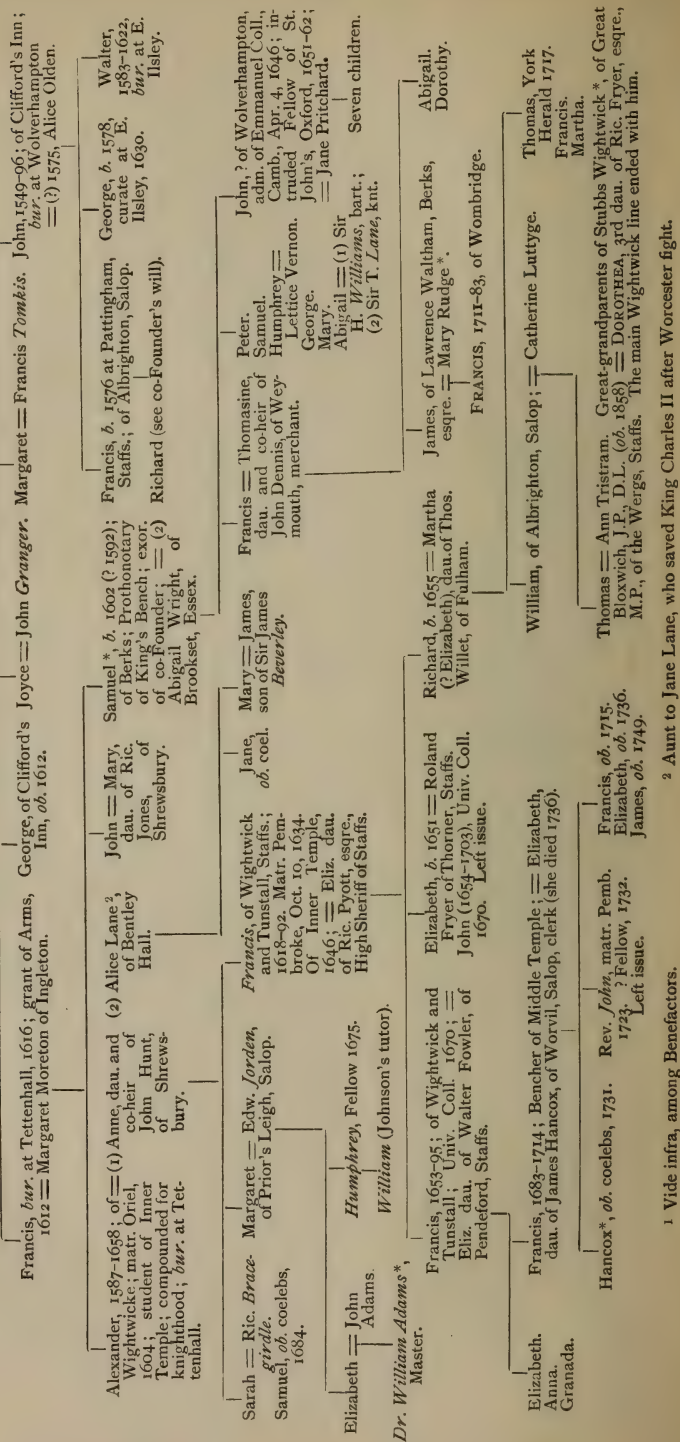 Francis, bur. at Tettenhall, 1616; grant of Arms,
1612 = Margaret Moreton of Ingleton.
George, of Clifford's
Inn, ob. 1612.
Joyce = John Granger.
Margaret = Francis Tomkis.
John, 1549–96; of Clifford's Inn;
bur. at Wolverhampton
= (?) 1575, Alice Olden.
Alexander, 1587–1658; of
Wightwicke; matr. Oriel,
1604; student of Inner
Temple; compounded for
knighthood; bur. at Tet-
tenhall.
= (1) Anne, dau. and
co-heir of
John Hunt,
of Shrews-
bury.
(2) Alice Lane ²,
of Bentley
Hall.
John = Mary,
dau. of Ric.
Jones, of
Shrewsbury.
Samuel *, b. 1602 (? 1592);
of Berks; Prothonotary
of King's Bench; exor.
of co-Founder; = (2)
Abigail Wright, of
Brookset, Essex.
Francis, b. 1576 at Pattingham,
Staffs.; of Albrighton, Salop.
Richard (see co-Founder's will).
George, b. 1578,
curate at E.
Ilsley, 1630.
Walter,
1583–1622,
bur. at E.
Ilsley.
Sarah = Ric. Brace-
girdle.
Samuel, ob. coelebs,
1684.
Margaret = Edw. Jorden,
of Prior's Leigh, Salop.
Francis, of Wightwick
and Tunstall, Staffs.;
1618–92. Matr. Pem-
broke, Oct. 10, 1634.
Of Inner Temple,
1646; = Eliz. dau.
of Ric. Pyott, esqre.,
High Sheriff of Staffs.
Jane,
ob. coel.
Mary = James,
son of Sir James
Beverley.
Francis = Thomasine,
dau. and co-heir of
John Dennis, of Wey-
mouth, merchant.
Peter.
Samuel.
Humphrey =
Lettice Vernon.
George.
Mary.
Abigail = (1) Sir
H. Williams, bart.;
(2) Sir T. Lane, knt.
John, ? of Wolverhampton,
adm. of Emmanuel Coll.,
Camb., Apr. 4, 1646; in-
truded Fellow of St.
John's, Oxford, 1651–62;
= Jane Pritchard.
Seven children.
Elizabeth = John
Adams.
Humphrey, Fellow 1675.
William (Johnson's tutor).
Dr. William Adams*,
Master.
Francis, 1653–95; of Wightwick and
Tunstall; Univ. Coll. 1670; =
Eliz. dau. of Walter Fowler, of
Pendeford, Staffs.
Elizabeth, b. 1651 = Roland
Fryer of Thorner, Staffs.
John (1654–1703), Univ. Coll.
1670. Left issue.
Richard, b. 1655 = Martha
(? Elizabeth), dau. of Thos.
Willet, of Fulham.
James, of Lawrence Waltham, Berks,
esqre. = Mary Rudge *.
FRANCIS, 1711–83, of Wombridge.
Abigail.
Dorothy.
Elizabeth.
Anna.
Granada.
Francis, 1683–1714; Bencher of Middle Temple; = Elizabeth,
dau. of James Hancox, of Worvil, Salop, clerk (she died 1736).
William, of Albrighton, Salop; = Catherine Luttyge.
Thomas, York
Herald 1717.
Francis.
Martha.
Hancox*, ob. coelebs, 1731.
Rev. John, matr. Pemb.
1723. ? Fellow, 1732.
Left issue.
Francis, ob. 1715.
Elizabeth, ob. 1736.
James, ob. 1749.
Thomas = Ann Tristram. Great-grandparents of Stubbs Wightwick *, of Great
Bloxwich, J.P., D.L. (ob. 1858) = DOROTHEA, 3rd dau. of Ric. Fryer, esqre.,
M.P., of the Wergs, Staffs. The main Wightwick line ended with him.
¹ Vide infra, among Benefactors.
² Aunt to Jane Lane, who saved King Charles II after Worcester fight.